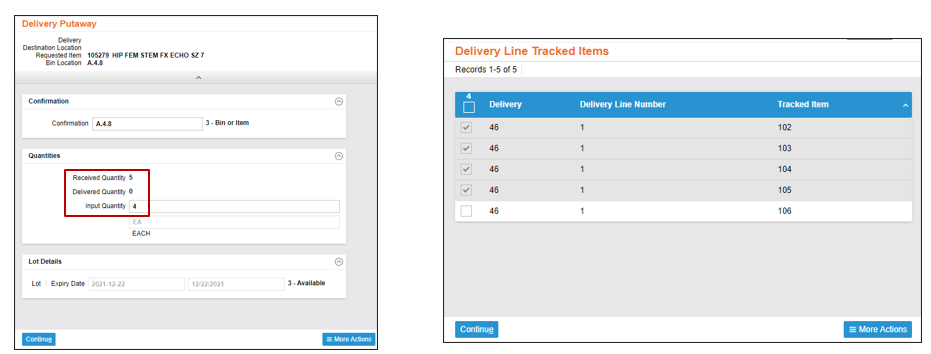 Delivery Putaway
Delivery
Destination Location
Requested Item 105279 HIP FEM STEM FX ECHO SZ 7
Bin Location A.4.8
Confirmation
Confirmation A.4.8 3 - Bin or Item
Quantities
Received Quantity 5
Delivered Quantity 0
Input Quantity 4
EA
EACH
Lot Details
Lot Expiry Date 2021-12-22 12/22/2021 3 - Available
Continue More Actions
Delivery Line Tracked Items
Records 1-5 of 5
4
Delivery Delivery Line Number Tracked Item
46 1 102
46 1 103
46 1 104
46 1 105
46 1 106
Continue More Actions